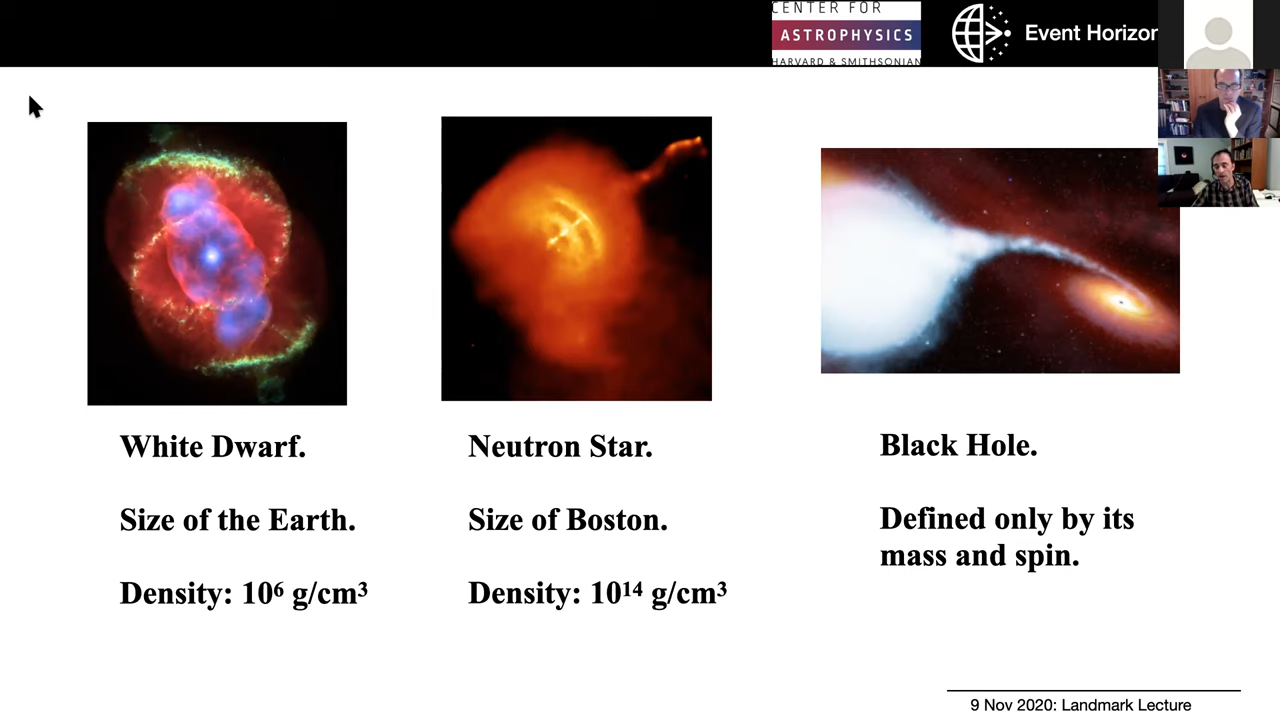 CENTER FOR
ASTROPHYSICS
HARVARD & SMITHSONIAN
Event Horizon
White Dwarf.
Size of the Earth.
Density: 10⁶ g/cm³
Neutron Star.
Size of Boston.
Density: 10¹⁴ g/cm³
Black Hole.
Defined only by its
mass and spin.
9 Nov 2020: Landmark Lecture